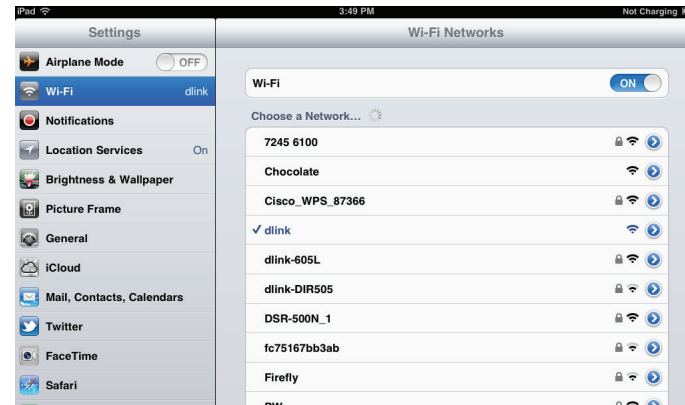 iPad 3:49 PM Not Charging
Settings
Wi-Fi Networks
Airplane Mode OFF
Wi-Fi dlink
Notifications
Location Services On
Brightness & Wallpaper
Picture Frame
General
iCloud
Mail, Contacts, Calendars
Twitter
FaceTime
Safari
Wi-Fi ON
Choose a Network...
7245 6100
Chocolate
Cisco_WPS_87366
✓ dlink
dlink-605L
dlink-DIR505
DSR-500N_1
fc75167bb3ab
Firefly